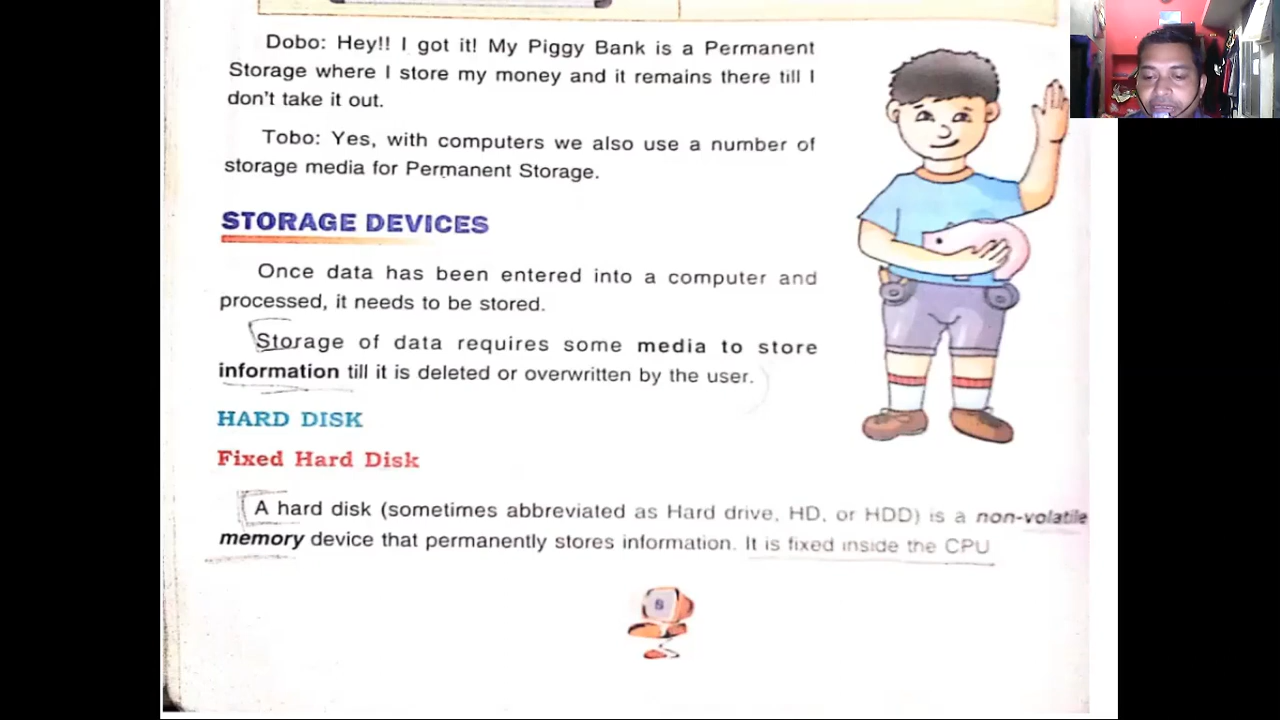 Dobo: Hey!! I got it! My Piggy Bank is a Permanent
Storage where I store my money and it remains there till I
don't take it out.
Tobo: Yes, with computers we also use a number of
storage media for Permanent Storage.
STORAGE DEVICES
Once data has been entered into a computer and
processed, it needs to be stored.
Storage of data requires some media to store
information till it is deleted or overwritten by the user.
HARD DISK
Fixed Hard Disk
A hard disk (sometimes abbreviated as Hard drive, HD, or HDD) is a non-volatile
memory device that permanently stores information. It is fixed inside the CPU